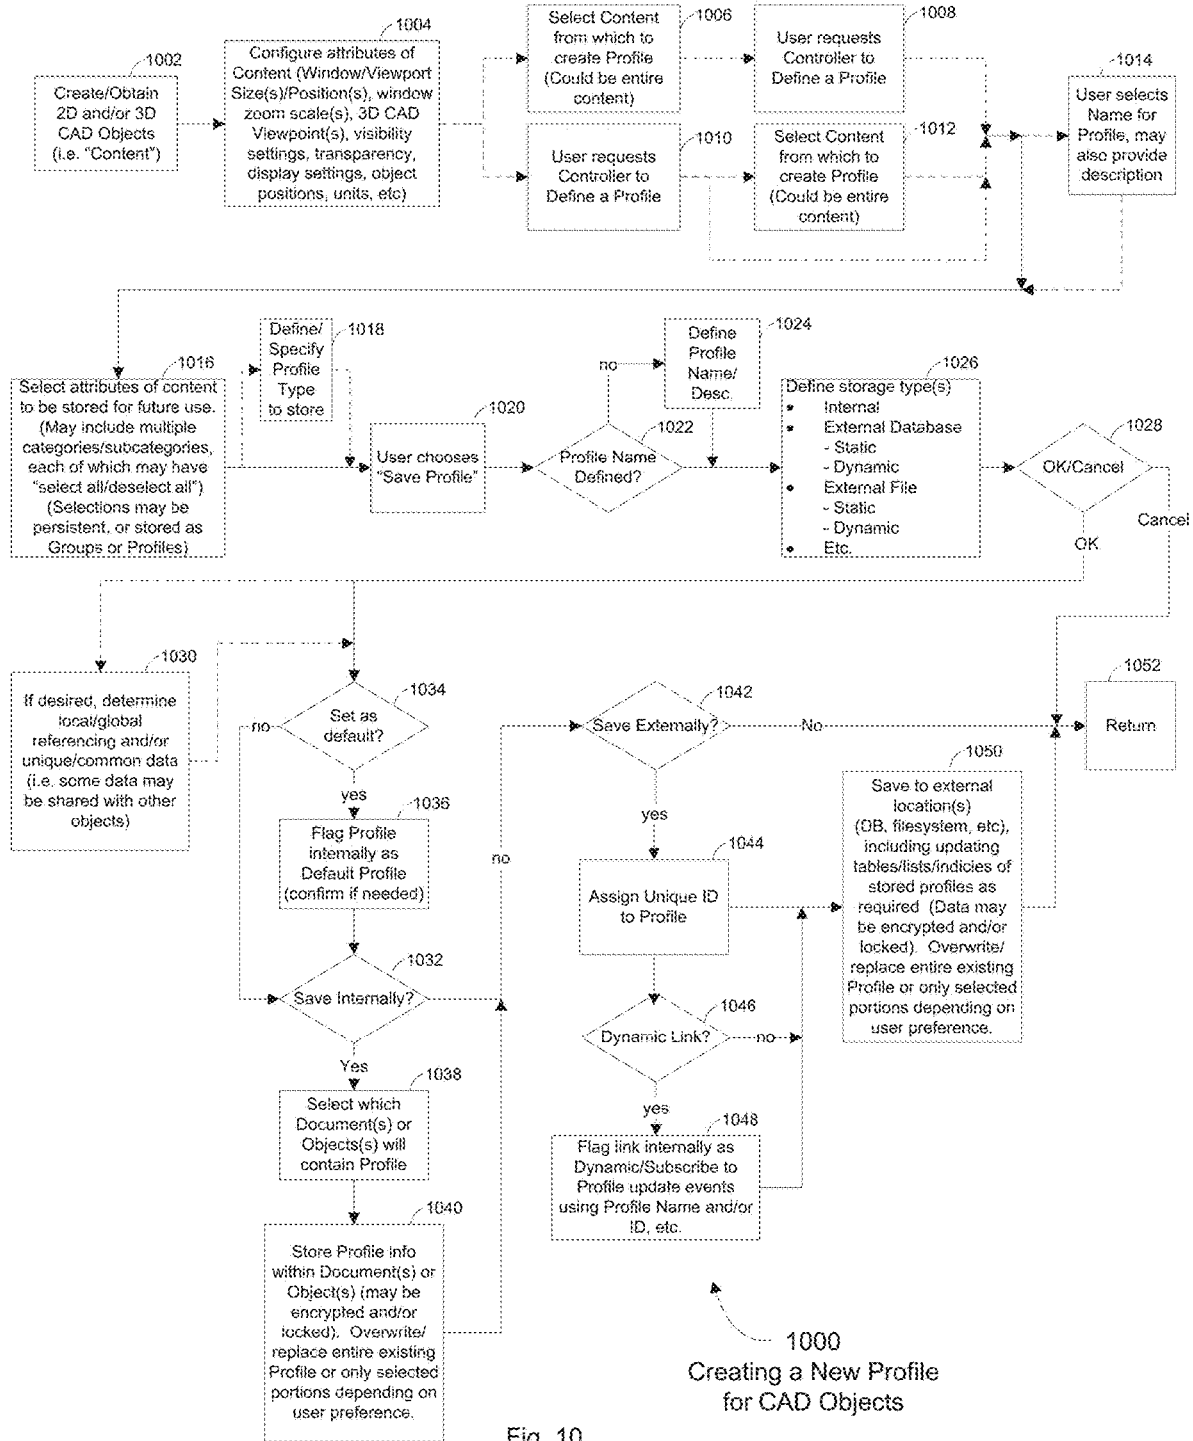 1002
Create/Obtain
2D and/or 3D
CAD Objects
(i.e. "Content")
1004
Configure attributes of
Content (Window/Viewport
Size(s)/Position(s), window
zoom scale(s), 3D CAD
Viewpoint(s), visibility
settings, transparency,
display settings, object
positions, units, etc)
1006
Select Content
from which to
create Profile
(Could be entire
content)
1008
User requests
Controller to
Define a Profile
1010
User requests
Controller to
Define a Profile
1012
Select Content
from which to
create Profile
(Could be entire
content)
1014
User selects
Name for
Profile, may
also provide
description
1016
Select attributes of content
to be stored for future use.
(May include multiple
categories/subcategories,
each of which may have
"select all/deselect all")
(Selections may be
persistent, or stored as
Groups or Profiles)
1018
Define/
Specify
Profile
Type
to store
1020
User chooses
"Save Profile"
1022
Profile Name
Defined?
no
1024
Define
Profile
Name/
Desc.
1026
Define storage type(s)
• Internal
• External Database
- Static
- Dynamic
• External File
- Static
- Dynamic
• Etc.
1028
OK/Cancel
Cancel
OK
1030
If desired, determine
local/global
referencing and/or
unique/common data
(i.e. some data may
be shared with other
objects)
1034
Set as
default?
no
yes
1036
Flag Profile
internally as
Default Profile
(confirm if needed)
1032
Save Internally?
no
Yes
1038
Select which
Document(s) or
Objects(s) will
contain Profile
1040
Store Profile info
within Document(s) or
Object(s) (may be
encrypted and/or
locked). Overwrite/
replace entire existing
Profile or only selected
portions depending on
user preference.
1042
Save Externally?
No
yes
1044
Assign Unique ID
to Profile
1046
Dynamic Link?
no
yes
1048
Flag link internally as
Dynamic/Subscribe to
Profile update events
using Profile Name and/or
ID, etc.
1050
Save to external
location(s)
(DB, filesystem, etc),
including updating
tables/lists/indicies of
stored profiles as
required (Data may
be encrypted and/or
locked). Overwrite/
replace entire existing
Profile or only selected
portions depending on
user preference.
1052
Return
1000
Creating a New Profile
for CAD Objects
Fig. 10